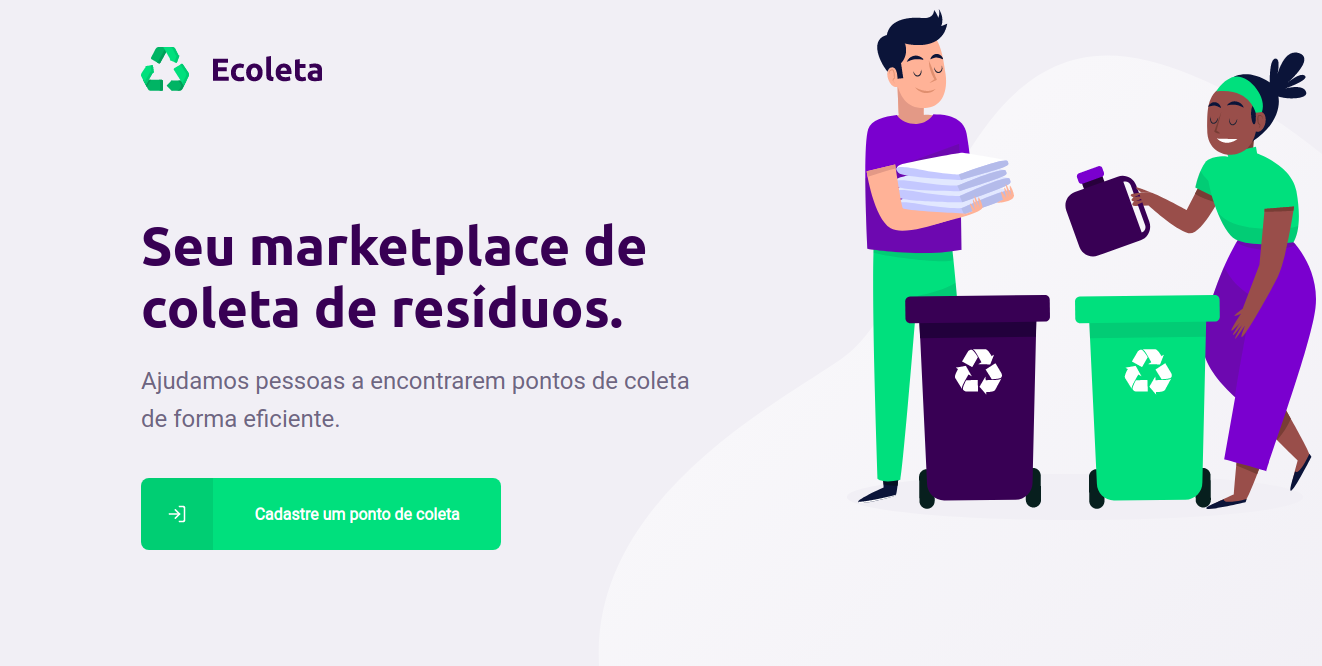 Ecoleta
Seu marketplace de
coleta de resíduos.
Ajudamos pessoas a encontrarem pontos de coleta
de forma eficiente.
Cadastre um ponto de coleta